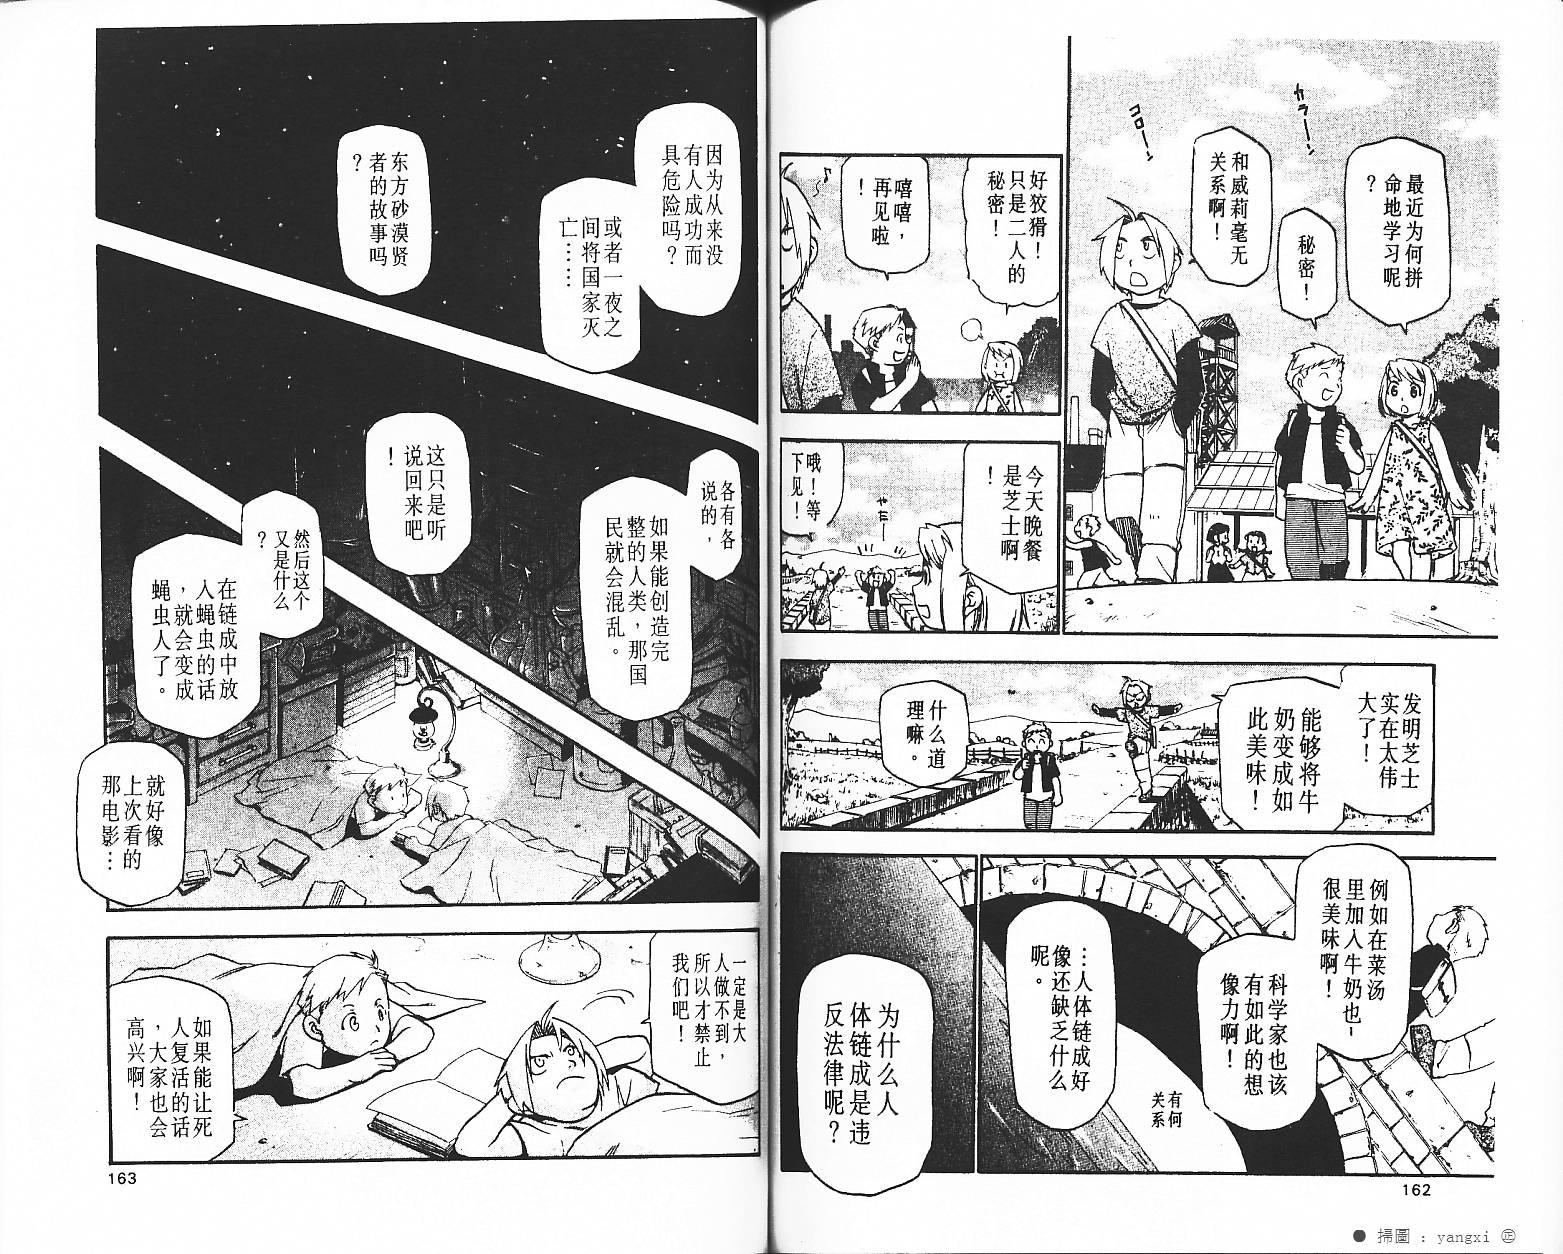 カラーン
コローン
最近为何拼
命地学习呢
？
秘密！
和威莉毫无
关系啊！
好狡猾！
只是二人的
秘密！
嘻嘻，
再见啦
！
今天晚餐
是芝士啊
！
ヤミー
哦！等
下见！
发明芝士
实在太伟
大了！
能够将牛
奶变成如
此美味！
什么道
理嘛。
例如在菜汤
里加入牛奶也-
很美味啊！
科学家也该
有如此的想
像力啊！
有何
关系
…人体链成好
像还缺乏什么
呢。
为什么人
体链成是违
反法律呢？
162
因为从来没
有人成功而
具危险吗？
或者一夜之
间将国家灭
亡……
东方砂漠贤
者的故事吗
？
各有各
说的，
如果能创造完
整的人类，那国
民就会混乱。
这只是听
说回来吧
！
然后这个
又是什么
？
在链成中放
人蝇虫的话
，就会变成
蝇虫人了。
就好像
上次看的
那电影…
一定是大
人做不到，
所以才禁止
我们吧！
如果能让死
人复活的话
，大家也会
高兴啊！
163
● 掃圖 : yangxi ㊣